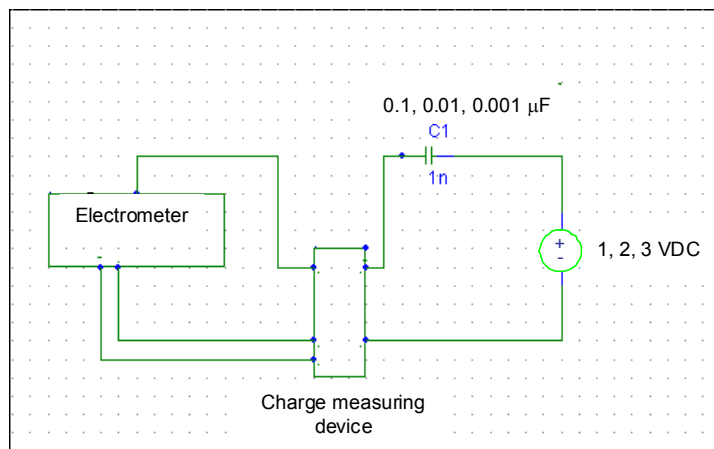 0.1, 0.01, 0.001 μF
C1
1n
Electrometer
+
-
1, 2, 3 VDC
Charge measuring
device